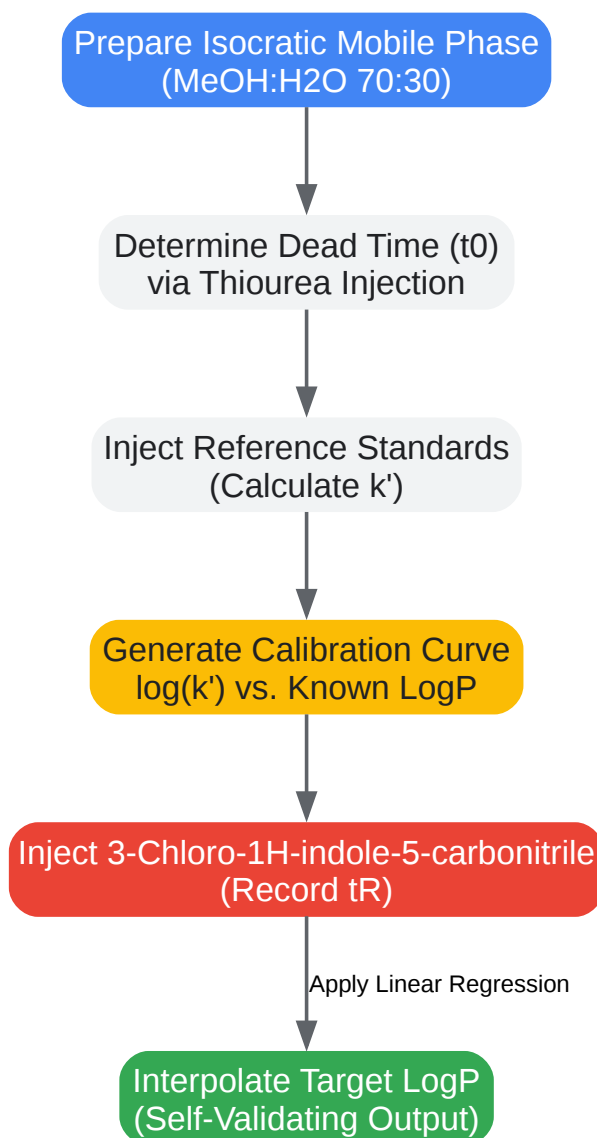 Prepare Isocratic Mobile Phase
(MeOH:H2O 70:30)
Determine Dead Time (t0)
via Thiourea Injection
Inject Reference Standards
(Calculate k')
Generate Calibration Curve
log(k') vs. Known LogP
Inject 3-Chloro-1H-indole-5-carbonitrile
(Record tR)
Apply Linear Regression
Interpolate Target LogP
(Self-Validating Output)